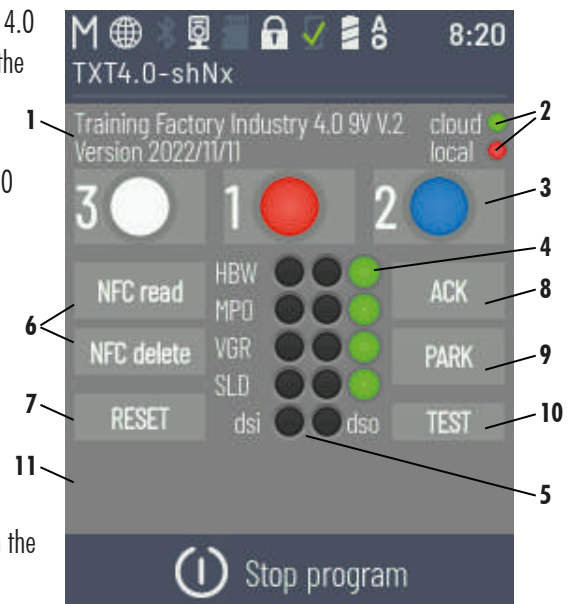 4.0
the
0
the
M AO 8:20
TXT4.0-shNx
Training Factory Industry 4.0 9V V.2 cloud
Version 2022/11/11 local
3 1 2
HBW
NFC read MPO ACK
NFC delete VGR PARK
SLD
RESET dsi dso TEST
Stop program
1
2
3
4
6
8
9
7
10
11
5